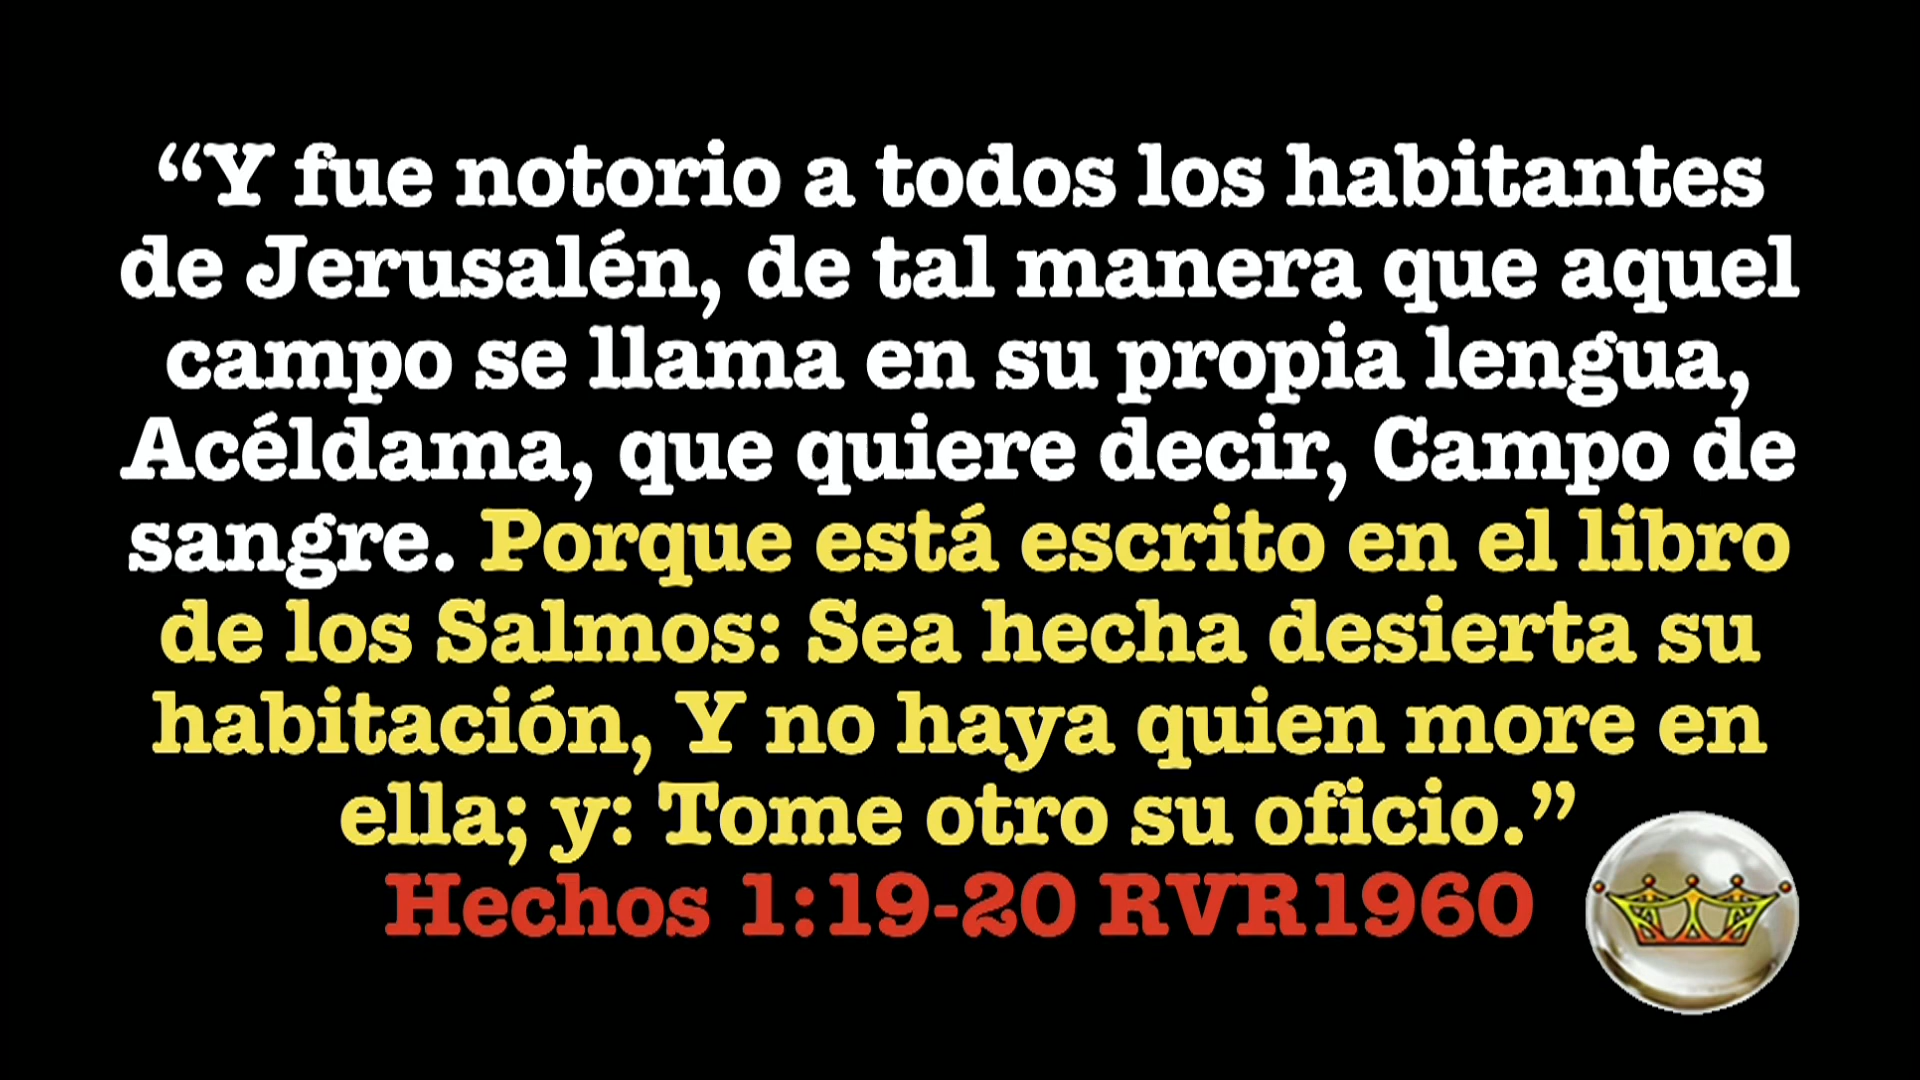 “Y fue notorio a todos los habitantes
de Jerusalén, de tal manera que aquel
campo se llama en su propia lengua,
Acéldama, que quiere decir, Campo de
sangre. Porque está escrito en el libro
de los Salmos: Sea hecha desierta su
habitación, Y no haya quien more en
ella; y: Tome otro su oficio.”
Hechos 1:19-20 RVR1960